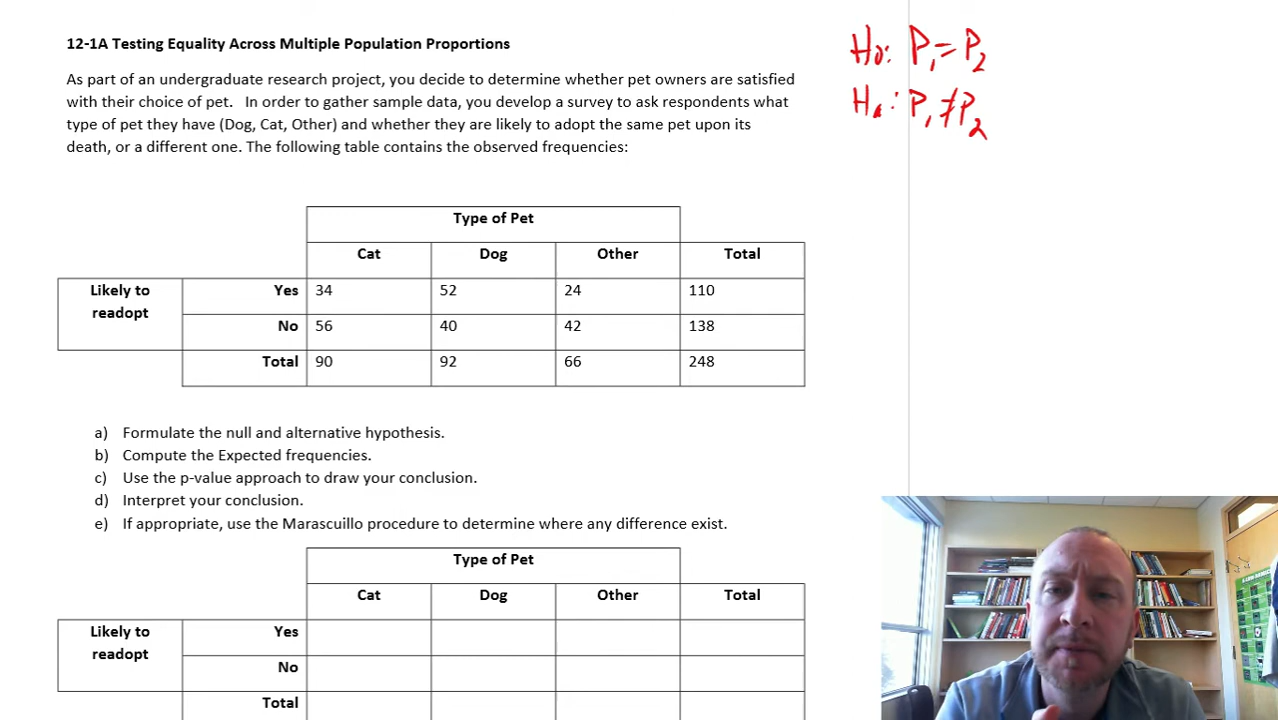 12-1A Testing Equality Across Multiple Population Proportions
As part of an undergraduate research project, you decide to determine whether pet owners are satisfied
with their choice of pet. In order to gather sample data, you develop a survey to ask respondents what
type of pet they have (Dog, Cat, Other) and whether they are likely to adopt the same pet upon its
death, or a different one. The following table contains the observed frequencies:
H₀: P₁ = P₂
Hₐ: P₁ ≠ P₂
Type of Pet
Cat Dog Other Total
Likely to readopt
Yes 34 52 24 110
No 56 40 42 138
Total 90 92 66 248
a) Formulate the null and alternative hypothesis.
b) Compute the Expected frequencies.
c) Use the p-value approach to draw your conclusion.
d) Interpret your conclusion.
e) If appropriate, use the Marascuillo procedure to determine where any difference exist.
Type of Pet
Cat Dog Other Total
Likely to readopt
Yes
No
Total